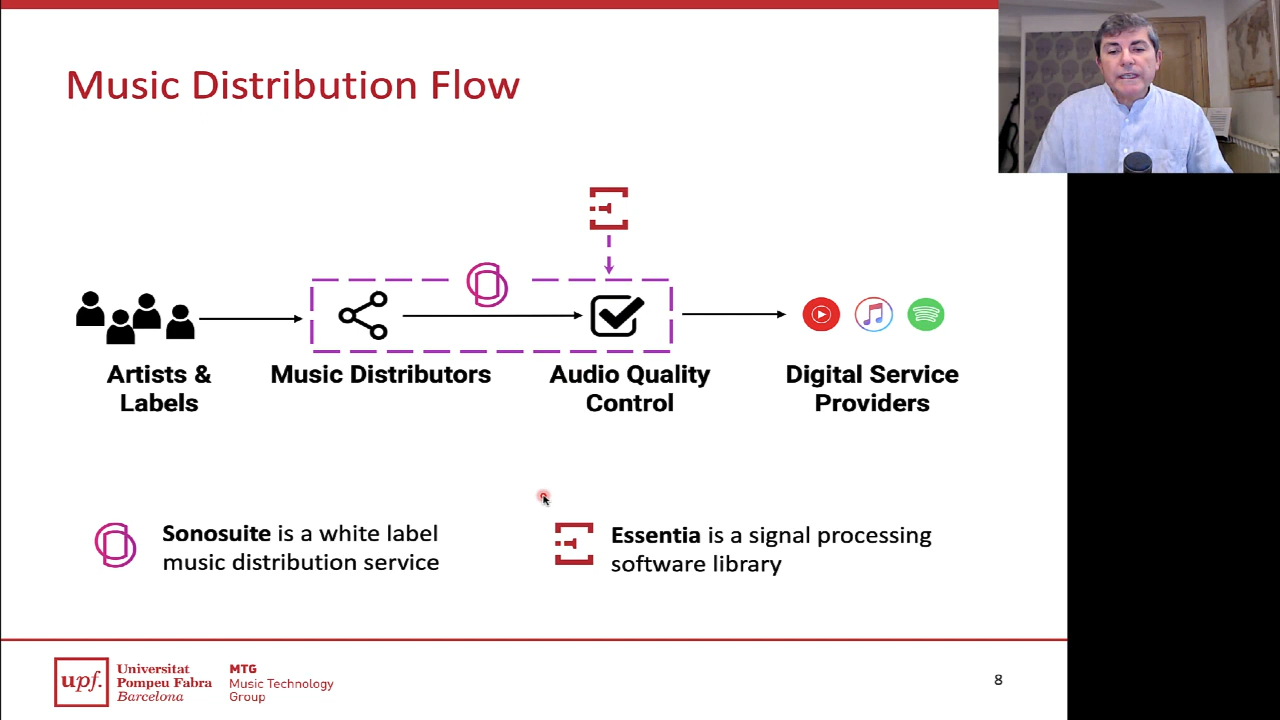 Music Distribution Flow
Artists &
Labels
Music Distributors
Audio Quality
Control
Digital Service
Providers
Sonosuite is a white label
music distribution service
Essentia is a signal processing
software library
upf.
Universitat
Pompeu Fabra
Barcelona
MTG
Music Technology
Group
8